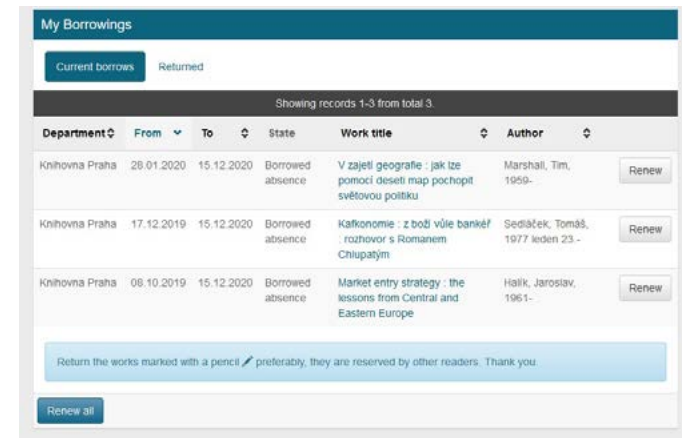 My Borrowings
Current borrows Returned
Showing records 1-3 from total 3.
Department From To State Work title Author
Knihovna Praha 28.01.2020 15.12.2020 Borrowed absence V zajetí geografie : jak lze pomocí deseti map pochopit světovou politiku Marshall, Tim, 1959- Renew
Knihovna Praha 17.12.2019 15.12.2020 Borrowed absence Kafkonomie : z boží vůle bankéř : rozhovor s Romanem Chlupatým Sedláček, Tomáš, 1977 leden 23.- Renew
Knihovna Praha 08.10.2019 15.12.2020 Borrowed absence Market entry strategy : the lessons from Central and Eastern Europe Halík, Jaroslav, 1961- Renew
Return the works marked with a pencil preferably, they are reserved by other readers. Thank you.
Renew all